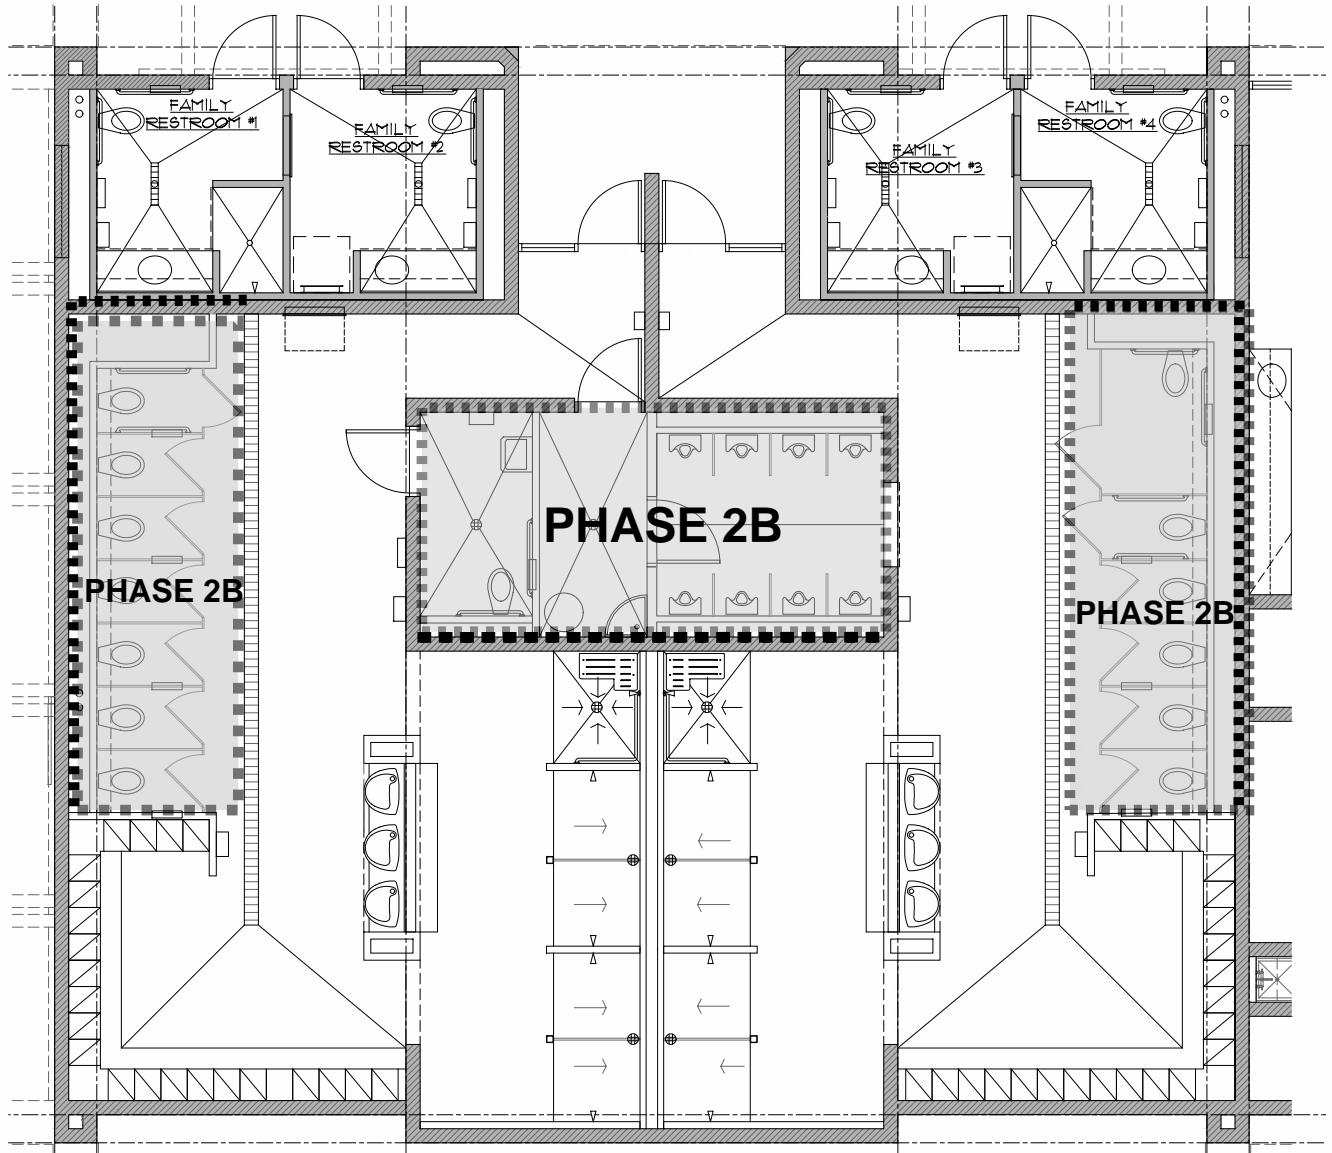 FAMILY
RESTROOM #1
FAMILY
RESTROOM #2
FAMILY
RESTROOM #3
FAMILY
RESTROOM #4
PHASE 2B
PHASE 2B
PHASE 2B